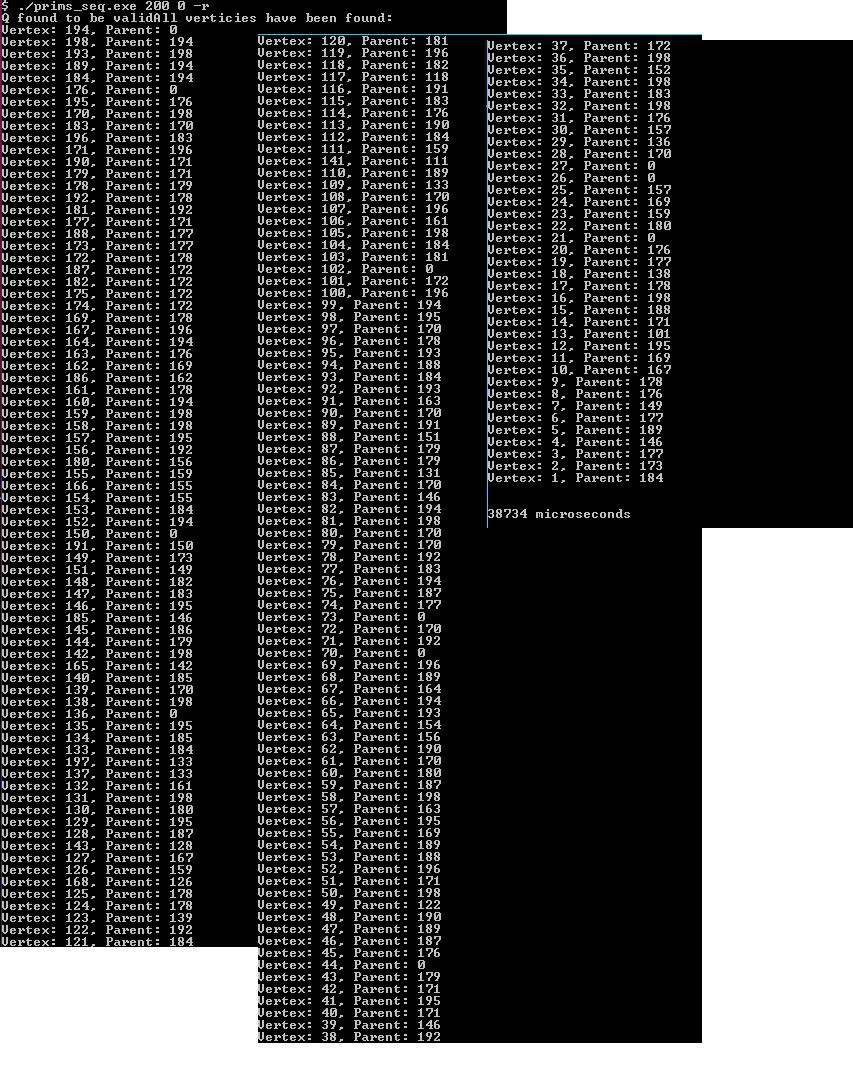 $ ./prims_seq.exe 200 0 -r
Q found to be validAll verticies have been found:
Vertex: 194, Parent: 0
Vertex: 198, Parent: 194
Vertex: 193, Parent: 198
Vertex: 189, Parent: 194
Vertex: 184, Parent: 194
Vertex: 176, Parent: 0
Vertex: 195, Parent: 176
Vertex: 170, Parent: 198
Vertex: 183, Parent: 170
Vertex: 196, Parent: 183
Vertex: 171, Parent: 196
Vertex: 190, Parent: 171
Vertex: 179, Parent: 171
Vertex: 178, Parent: 179
Vertex: 192, Parent: 178
Vertex: 181, Parent: 192
Vertex: 177, Parent: 171
Vertex: 188, Parent: 177
Vertex: 173, Parent: 177
Vertex: 172, Parent: 178
Vertex: 187, Parent: 172
Vertex: 182, Parent: 172
Vertex: 175, Parent: 172
Vertex: 174, Parent: 172
Vertex: 169, Parent: 178
Vertex: 167, Parent: 196
Vertex: 164, Parent: 194
Vertex: 163, Parent: 176
Vertex: 162, Parent: 169
Vertex: 186, Parent: 162
Vertex: 161, Parent: 178
Vertex: 160, Parent: 194
Vertex: 159, Parent: 198
Vertex: 158, Parent: 198
Vertex: 157, Parent: 195
Vertex: 156, Parent: 192
Vertex: 180, Parent: 156
Vertex: 155, Parent: 159
Vertex: 166, Parent: 155
Vertex: 154, Parent: 155
Vertex: 153, Parent: 184
Vertex: 152, Parent: 194
Vertex: 150, Parent: 0
Vertex: 191, Parent: 150
Vertex: 149, Parent: 173
Vertex: 151, Parent: 149
Vertex: 148, Parent: 182
Vertex: 147, Parent: 183
Vertex: 146, Parent: 195
Vertex: 185, Parent: 146
Vertex: 145, Parent: 186
Vertex: 144, Parent: 179
Vertex: 142, Parent: 198
Vertex: 165, Parent: 142
Vertex: 140, Parent: 185
Vertex: 139, Parent: 170
Vertex: 138, Parent: 198
Vertex: 136, Parent: 0
Vertex: 135, Parent: 195
Vertex: 134, Parent: 185
Vertex: 133, Parent: 184
Vertex: 197, Parent: 133
Vertex: 137, Parent: 133
Vertex: 132, Parent: 161
Vertex: 131, Parent: 198
Vertex: 130, Parent: 180
Vertex: 129, Parent: 195
Vertex: 128, Parent: 187
Vertex: 143, Parent: 128
Vertex: 127, Parent: 167
Vertex: 126, Parent: 159
Vertex: 168, Parent: 126
Vertex: 125, Parent: 178
Vertex: 124, Parent: 178
Vertex: 123, Parent: 139
Vertex: 122, Parent: 192
Vertex: 121, Parent: 184
Vertex: 120, Parent: 181
Vertex: 119, Parent: 196
Vertex: 118, Parent: 182
Vertex: 117, Parent: 118
Vertex: 116, Parent: 191
Vertex: 115, Parent: 183
Vertex: 114, Parent: 176
Vertex: 113, Parent: 190
Vertex: 112, Parent: 184
Vertex: 111, Parent: 159
Vertex: 141, Parent: 111
Vertex: 110, Parent: 189
Vertex: 109, Parent: 133
Vertex: 108, Parent: 170
Vertex: 107, Parent: 196
Vertex: 106, Parent: 161
Vertex: 105, Parent: 198
Vertex: 104, Parent: 184
Vertex: 103, Parent: 181
Vertex: 102, Parent: 0
Vertex: 101, Parent: 172
Vertex: 100, Parent: 196
Vertex: 99, Parent: 194
Vertex: 98, Parent: 195
Vertex: 97, Parent: 170
Vertex: 96, Parent: 178
Vertex: 95, Parent: 193
Vertex: 94, Parent: 188
Vertex: 93, Parent: 184
Vertex: 92, Parent: 193
Vertex: 91, Parent: 163
Vertex: 90, Parent: 170
Vertex: 89, Parent: 191
Vertex: 88, Parent: 151
Vertex: 87, Parent: 179
Vertex: 86, Parent: 179
Vertex: 85, Parent: 131
Vertex: 84, Parent: 170
Vertex: 83, Parent: 146
Vertex: 82, Parent: 194
Vertex: 81, Parent: 198
Vertex: 80, Parent: 170
Vertex: 79, Parent: 170
Vertex: 78, Parent: 192
Vertex: 77, Parent: 183
Vertex: 76, Parent: 194
Vertex: 75, Parent: 187
Vertex: 74, Parent: 177
Vertex: 73, Parent: 0
Vertex: 72, Parent: 170
Vertex: 71, Parent: 192
Vertex: 70, Parent: 0
Vertex: 69, Parent: 196
Vertex: 68, Parent: 189
Vertex: 67, Parent: 164
Vertex: 66, Parent: 194
Vertex: 65, Parent: 193
Vertex: 64, Parent: 154
Vertex: 63, Parent: 156
Vertex: 62, Parent: 190
Vertex: 61, Parent: 170
Vertex: 60, Parent: 180
Vertex: 59, Parent: 187
Vertex: 58, Parent: 198
Vertex: 57, Parent: 163
Vertex: 56, Parent: 195
Vertex: 55, Parent: 169
Vertex: 54, Parent: 189
Vertex: 53, Parent: 188
Vertex: 52, Parent: 196
Vertex: 51, Parent: 171
Vertex: 50, Parent: 198
Vertex: 49, Parent: 122
Vertex: 48, Parent: 190
Vertex: 47, Parent: 189
Vertex: 46, Parent: 187
Vertex: 45, Parent: 176
Vertex: 44, Parent: 0
Vertex: 43, Parent: 179
Vertex: 42, Parent: 171
Vertex: 41, Parent: 195
Vertex: 40, Parent: 171
Vertex: 39, Parent: 146
Vertex: 38, Parent: 192
Vertex: 37, Parent: 172
Vertex: 36, Parent: 198
Vertex: 35, Parent: 152
Vertex: 34, Parent: 198
Vertex: 33, Parent: 183
Vertex: 32, Parent: 198
Vertex: 31, Parent: 176
Vertex: 30, Parent: 157
Vertex: 29, Parent: 136
Vertex: 28, Parent: 170
Vertex: 27, Parent: 0
Vertex: 26, Parent: 0
Vertex: 25, Parent: 157
Vertex: 24, Parent: 169
Vertex: 23, Parent: 159
Vertex: 22, Parent: 180
Vertex: 21, Parent: 0
Vertex: 20, Parent: 176
Vertex: 19, Parent: 177
Vertex: 18, Parent: 138
Vertex: 17, Parent: 178
Vertex: 16, Parent: 198
Vertex: 15, Parent: 188
Vertex: 14, Parent: 171
Vertex: 13, Parent: 101
Vertex: 12, Parent: 195
Vertex: 11, Parent: 169
Vertex: 10, Parent: 167
Vertex: 9, Parent: 178
Vertex: 8, Parent: 176
Vertex: 7, Parent: 149
Vertex: 6, Parent: 177
Vertex: 5, Parent: 189
Vertex: 4, Parent: 146
Vertex: 3, Parent: 177
Vertex: 2, Parent: 173
Vertex: 1, Parent: 184
38734 microseconds